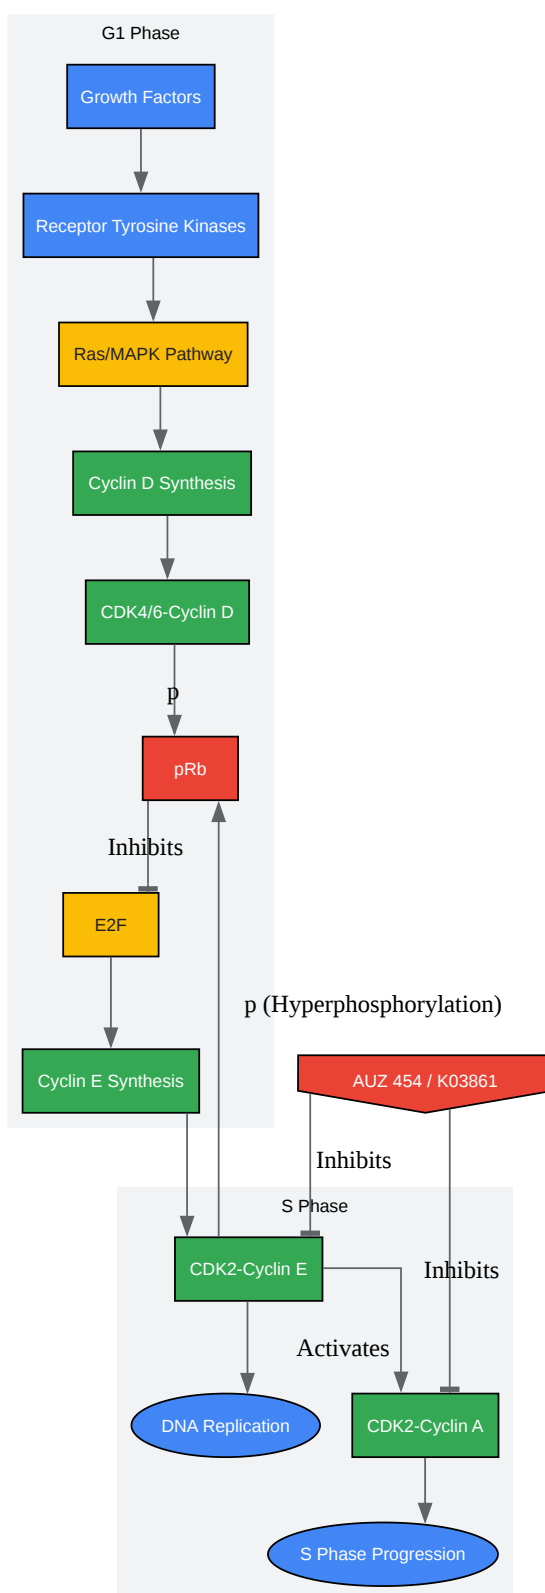 G1 Phase
Growth Factors
Receptor Tyrosine Kinases
Ras/MAPK Pathway
Cyclin D Synthesis
CDK4/6-Cyclin D
p
pRb
Inhibits
E2F
p (Hyperphosphorylation)
Cyclin E Synthesis
AUZ 454 / K03861
Inhibits
S Phase
CDK2-Cyclin E
Inhibits
Activates
DNA Replication
CDK2-Cyclin A
S Phase Progression